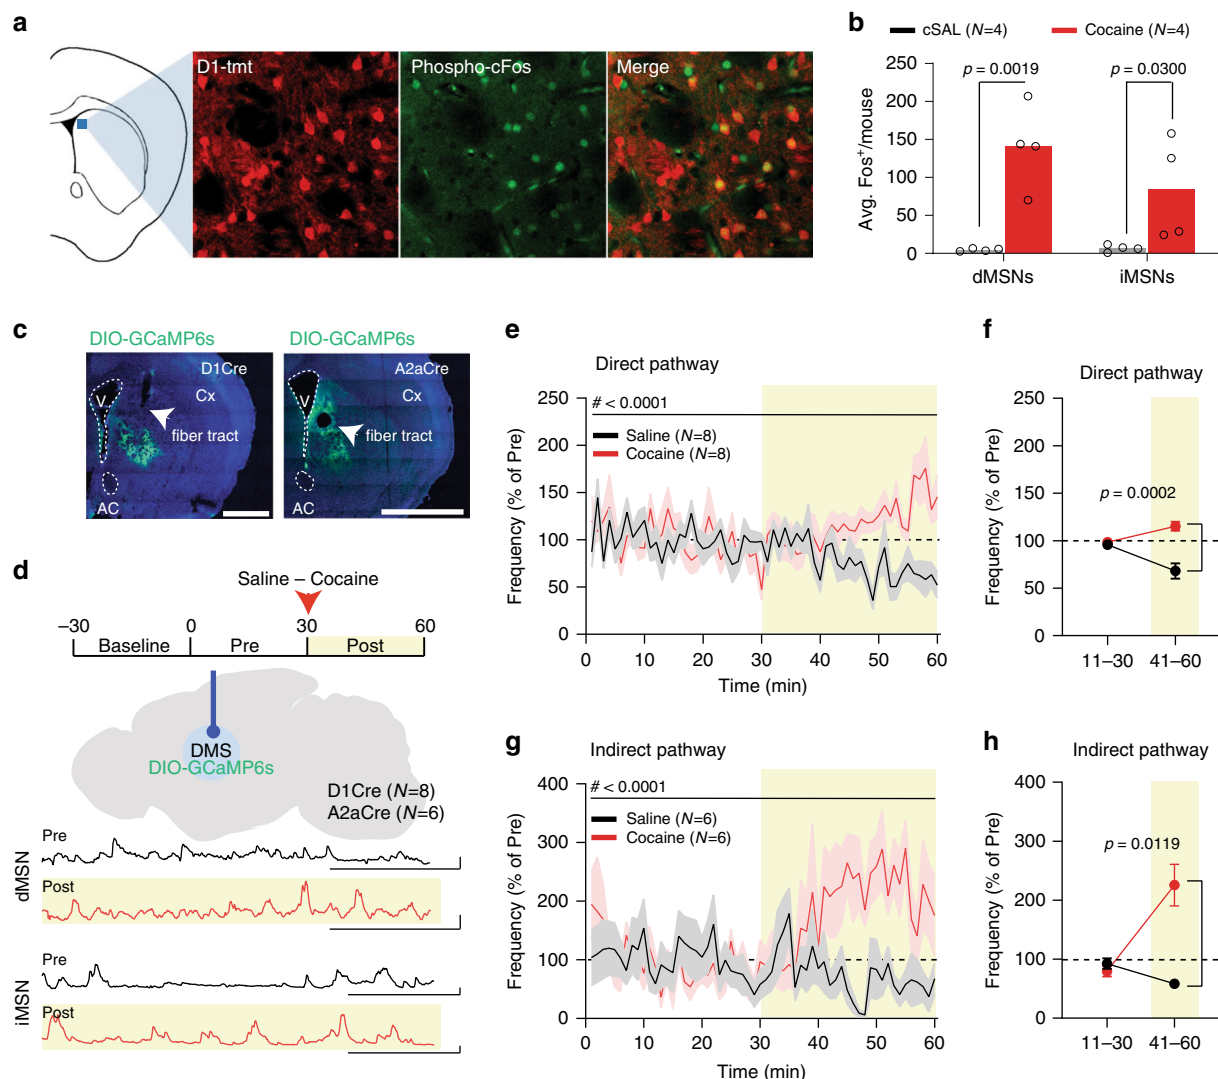 a
D1-tmt
Phospho-cFos
Merge
b
cSAL (N=4)
Cocaine (N=4)
p = 0.0019
p = 0.0300
Avg. Fos+/mouse
250
200
150
100
50
0
dMSNs
iMSNs
c
DIO-GCaMP6s
D1Cre
V
Cx
fiber tract
AC
DIO-GCaMP6s
A2aCre
V
Cx
fiber tract
AC
d
Saline – Cocaine
–30
0
30
60
Baseline
Pre
Post
DMS
DIO-GCaMP6s
D1Cre (N=8)
A2aCre (N=6)
dMSN
Pre
Post
iMSN
Pre
Post
e
Direct pathway
# < 0.0001
Saline (N=8)
Cocaine (N=8)
Frequency (% of Pre)
250
200
150
100
50
0
0
10
20
30
40
50
60
Time (min)
f
Direct pathway
p = 0.0002
Frequency (% of Pre)
250
200
150
100
50
0
11–30
41–60
g
Indirect pathway
# < 0.0001
Saline (N=6)
Cocaine (N=6)
Frequency (% of Pre)
400
300
200
100
0
0
10
20
30
40
50
60
Time (min)
h
Indirect pathway
p = 0.0119
Frequency (% of Pre)
400
300
200
100
0
11–30
41–60